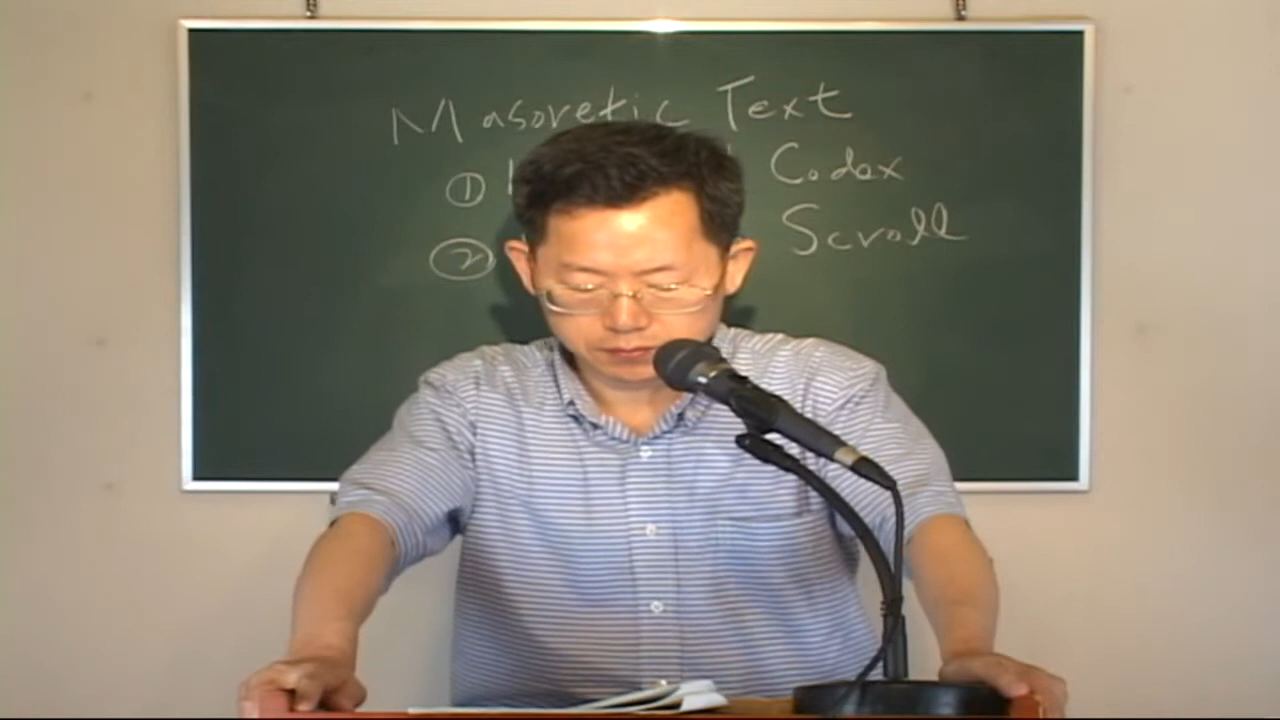 Masoretic Text
① Codex
② Scroll